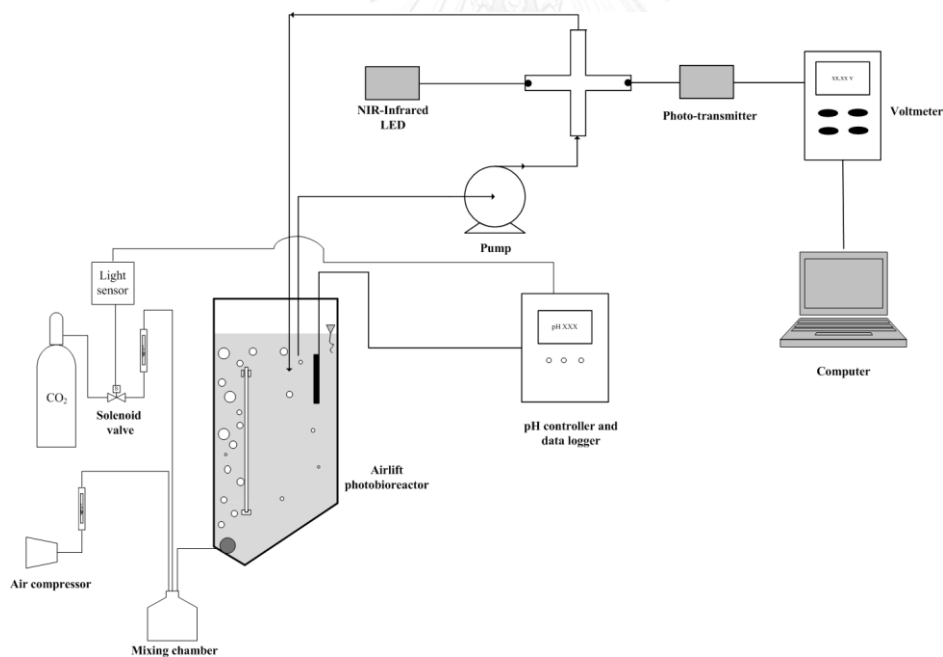 NIR-Infrared
LED
Photo-transmitter
XX.XX V
Voltmeter
Pump
Light
sensor
CO2
Solenoid
valve
pH XXX
Computer
pH controller and
data logger
Airlift
photobioreactor
Air compressor
Mixing chamber